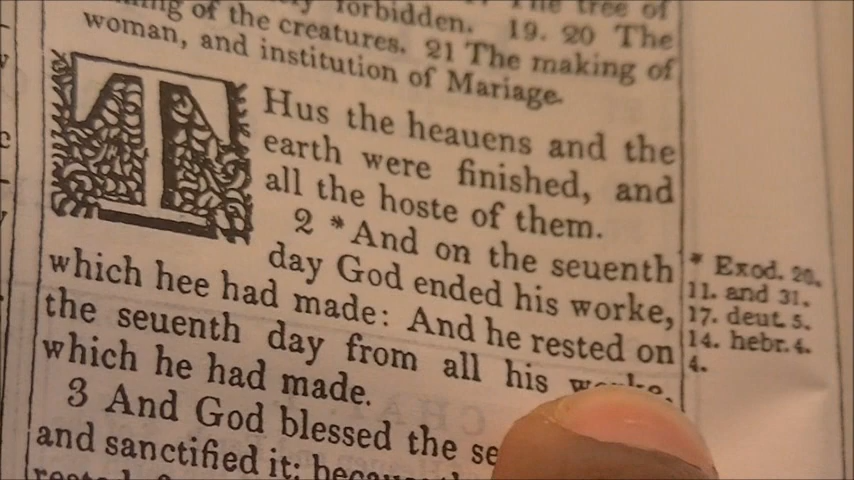 forbidden. 19. 20 The
of the creatures. 21 The making of
woman, and institution of Mariage.
THus the heauens and the
earth were finished, and
all the hoste of them.
2 *And on the seuenth
day God ended his worke,
which hee had made: And he rested on
the seuenth day from all his worke,
which he had made.
3 And God blessed the
and sanctified it:
* Exod. 20.
11. and 31.
17. deut. 5.
14. hebr. 4.
4.